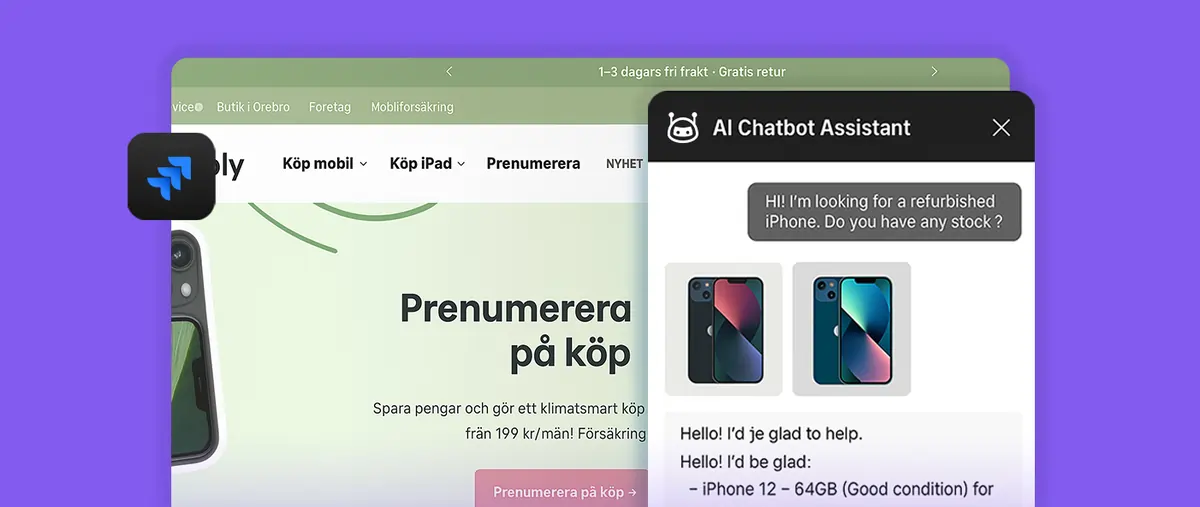 1–3 dagars fri frakt · Gratis retur
vice Butik i Orebro Foretag Mobliforsäkring
ply Köp mobil Köp iPad Prenumerera NYHET
Prenumerera
på köp
Spara pengar och gör ett klimatsmart köp
från 199 kr/män! Försäkring
Prenumerera på köp →
AI Chatbot Assistant
HI! I'm looking for a refurbished
iPhone. Do you have any stock ?
Hello! I'd je glad to help.
Hello! I'd be glad:
– iPhone 12 – 64GB (Good condition) for